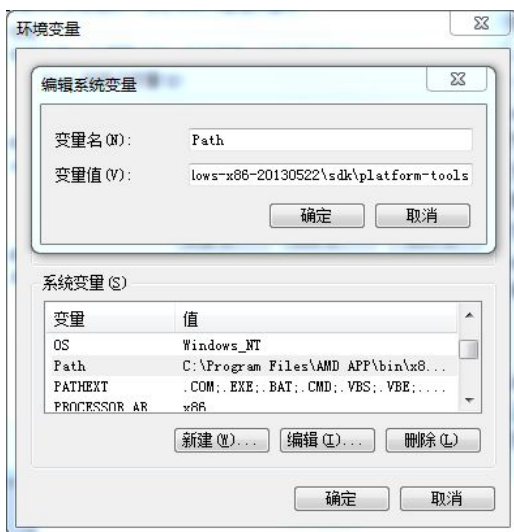 环境变量
编辑系统变量
变量名(N):
Path
变量值(V):
lows-x86-20130522\sdk\platform-tools
确定 取消
系统变量(S)
变量 值
OS Windows_NT
Path C:\Program Files\AMD APP\bin\x8...
PATHEXT .COM;.EXE;.BAT;.CMD;.VBS;.VBE;....
PROCESSOR_AR x86
新建(W)... 编辑(I)... 删除(L)
确定 取消